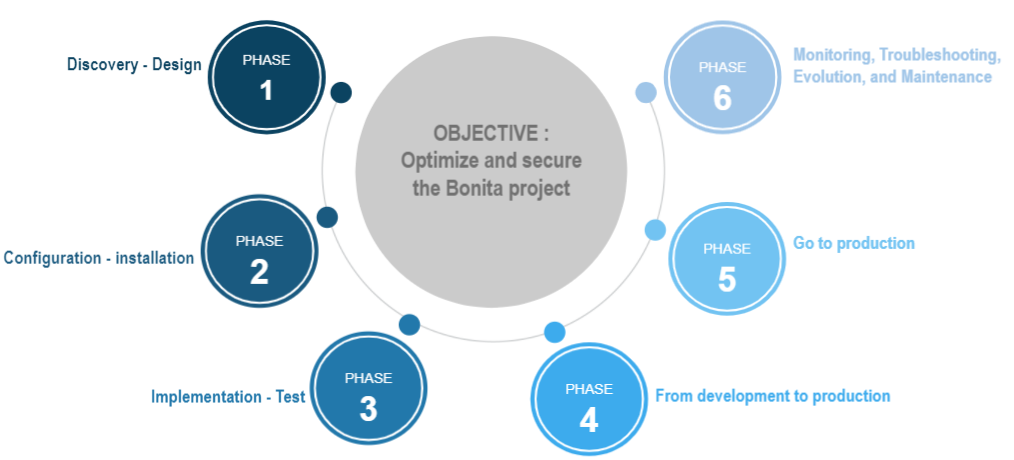 OBJECTIVE :
Optimize and secure
the Bonita project
PHASE
1
Discovery - Design
PHASE
2
Configuration - installation
PHASE
3
Implementation - Test
PHASE
4
From development to production
PHASE
5
Go to production
PHASE
6
Monitoring, Troubleshooting,
Evolution, and Maintenance